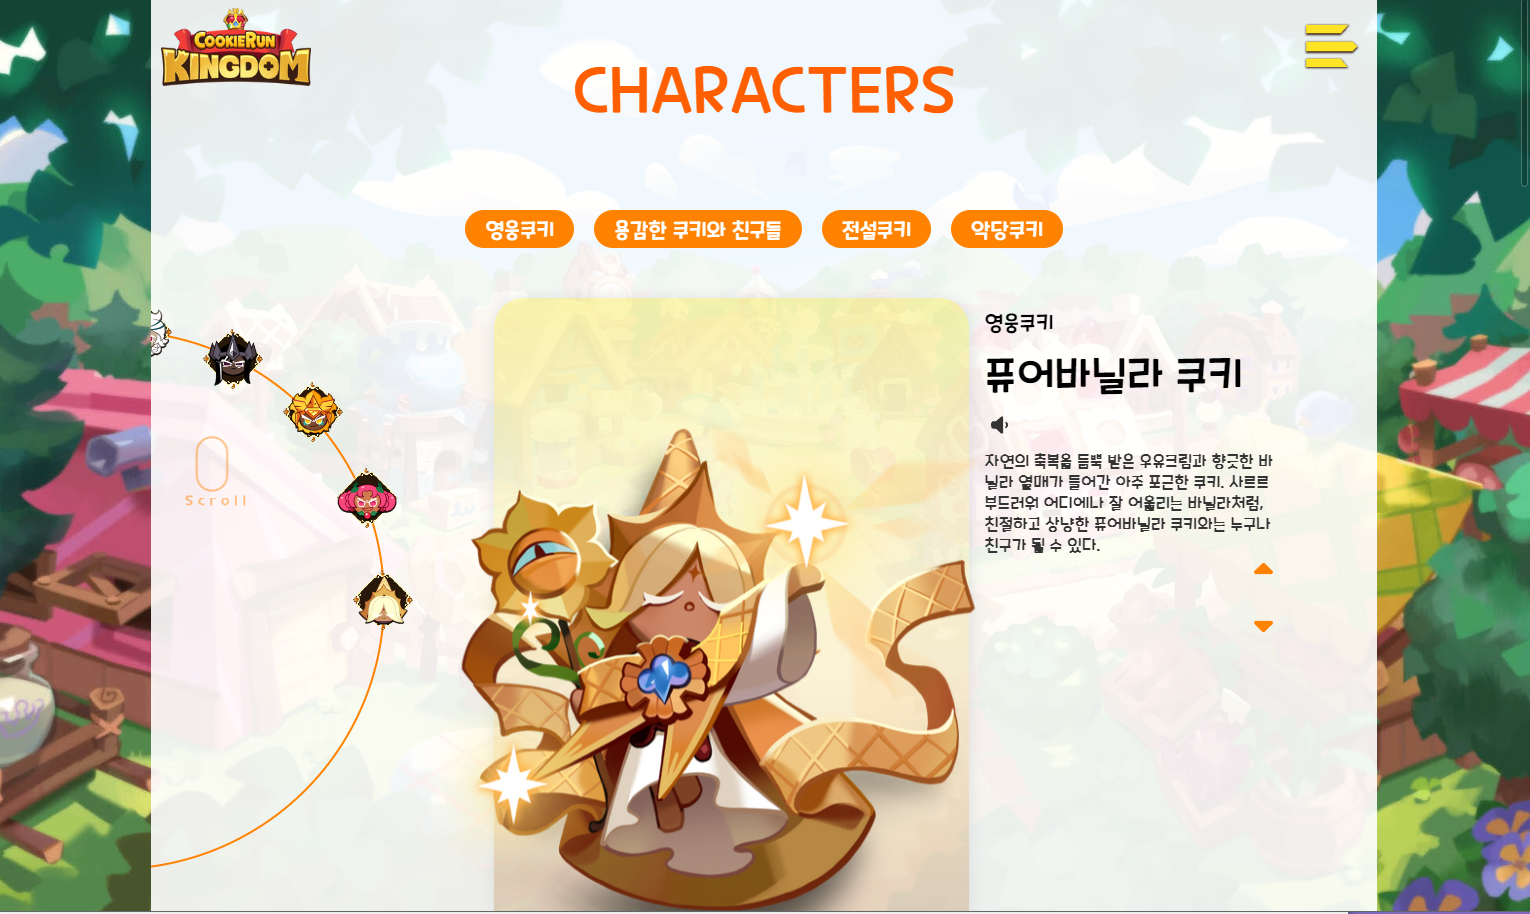 COOKIERUN
KINGDOM
CHARACTERS
영웅쿠키
용감한 쿠키와 친구들
전설쿠키
악당쿠키
Scroll
영웅쿠키
퓨어바닐라 쿠키
자연의 축복을 듬뿍 받은 우유크림과 향긋한 바
닐라 열매가 들어간 아주 포근한 쿠키. 사르르
부드러워 어디에나 잘 어울리는 바닐라처럼,
친절하고 상냥한 퓨어바닐라 쿠키와는 누구나
친구가 될 수 있다.